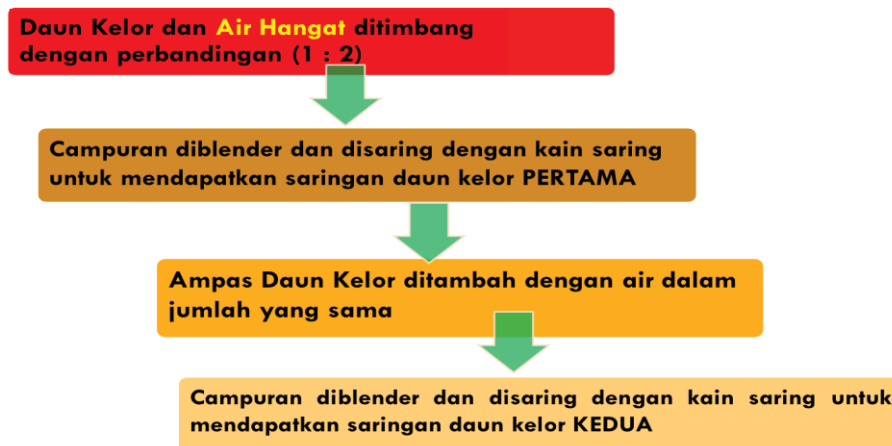 Daun Kelor dan Air Hangat ditimbang
dengan perbandingan (1 : 2)
Campuran diblender dan disaring dengan kain saring
untuk mendapatkan saringan daun kelor PERTAMA
Ampas Daun Kelor ditambah dengan air dalam
jumlah yang sama
Campuran diblender dan disaring dengan kain saring untuk
mendapatkan saringan daun kelor KEDUA